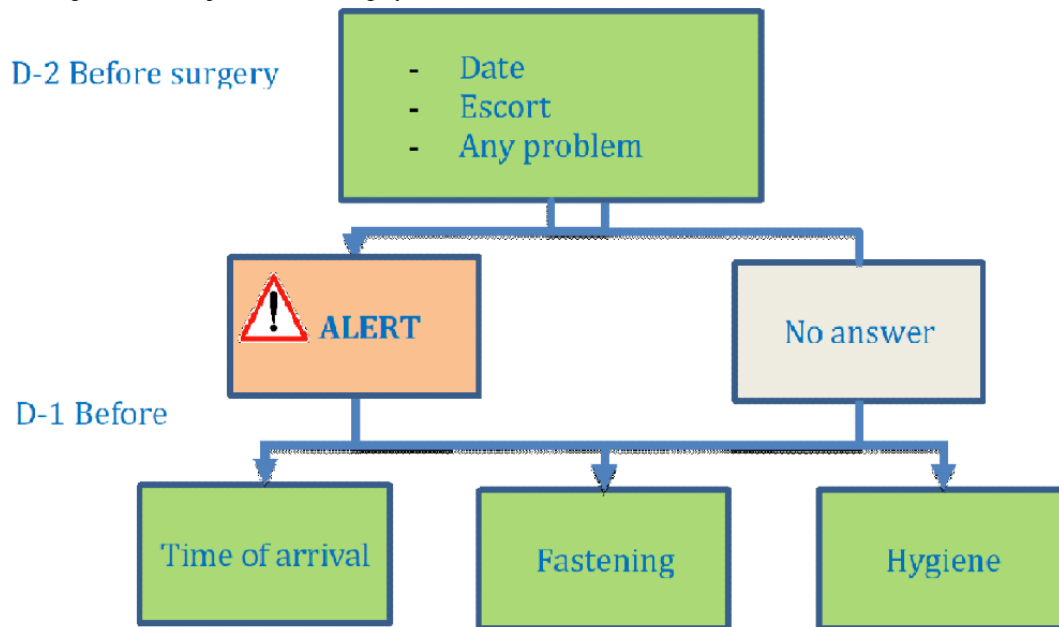 D-2 Before surgery
- Date
- Escort
- Any problem
ALERT
No answer
D-1 Before
Time of arrival
Fastening
Hygiene